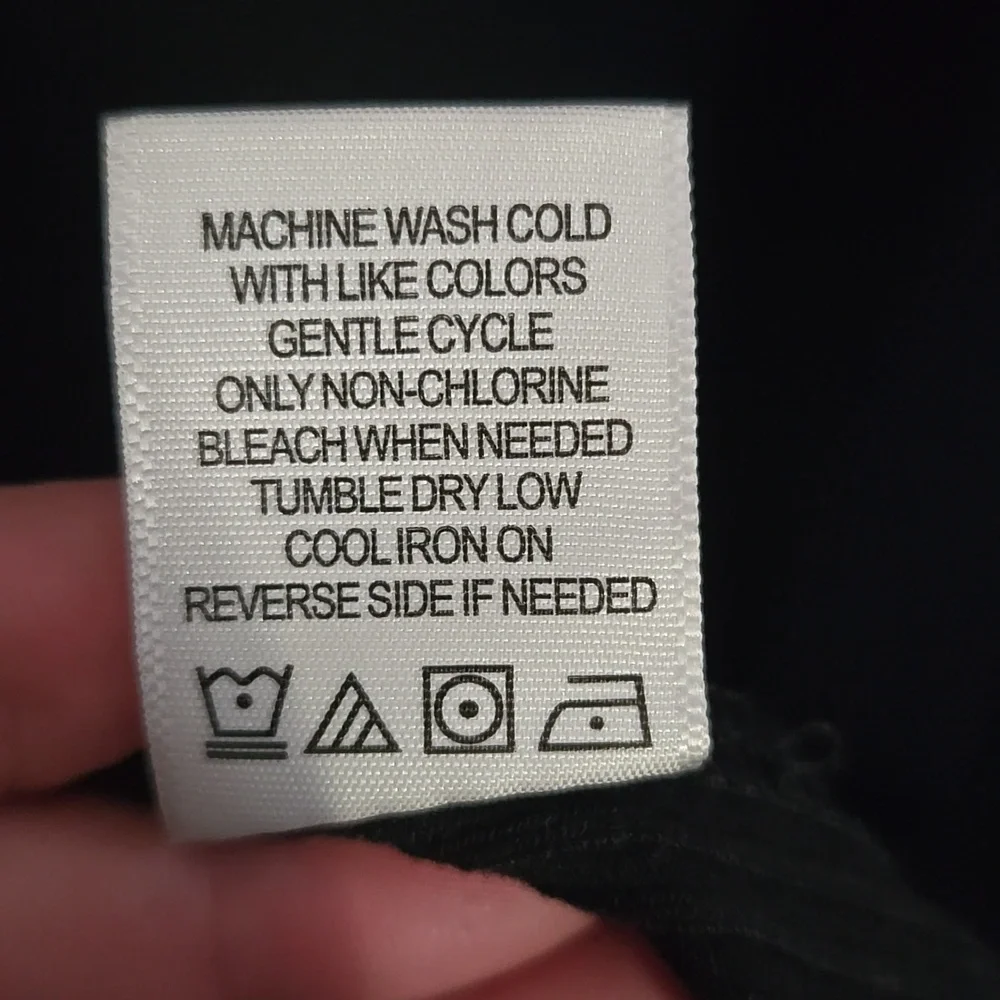 MACHINE WASH COLD
WITH LIKE COLORS
GENTLE CYCLE
ONLY NON-CHLORINE
BLEACH WHEN NEEDED
TUMBLE DRY LOW
COOL IRON ON
REVERSE SIDE IF NEEDED